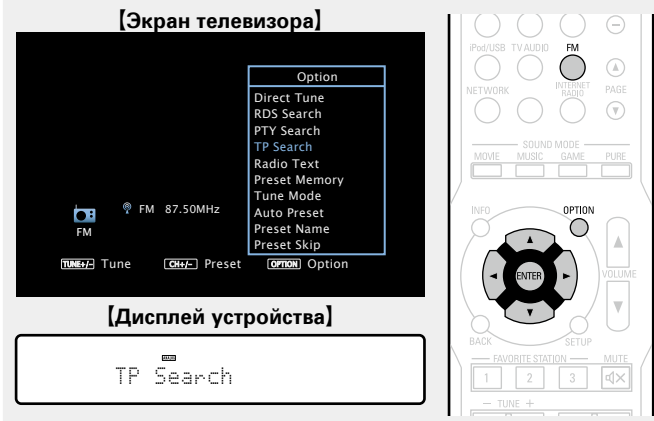 【Экран телевизора】
Option
Direct Tune
RDS Search
PTY Search
TP Search
Radio Text
Preset Memory
Tune Mode
Auto Preset
Preset Name
Preset Skip
FM 87.50MHz
FM
TUNE+/- Tune
CH+/- Preset
OPTION Option
【Дисплей устройства】
TP Search
iPod/USB TV AUDIO FM
NETWORK INTERNET RADIO PAGE
SOUND MODE
MOVIE MUSIC GAME PURE
INFO OPTION
ENTER
VOLUME
BACK SETUP
FAVORITE STATION MUTE
1 2 3
− TUNE +